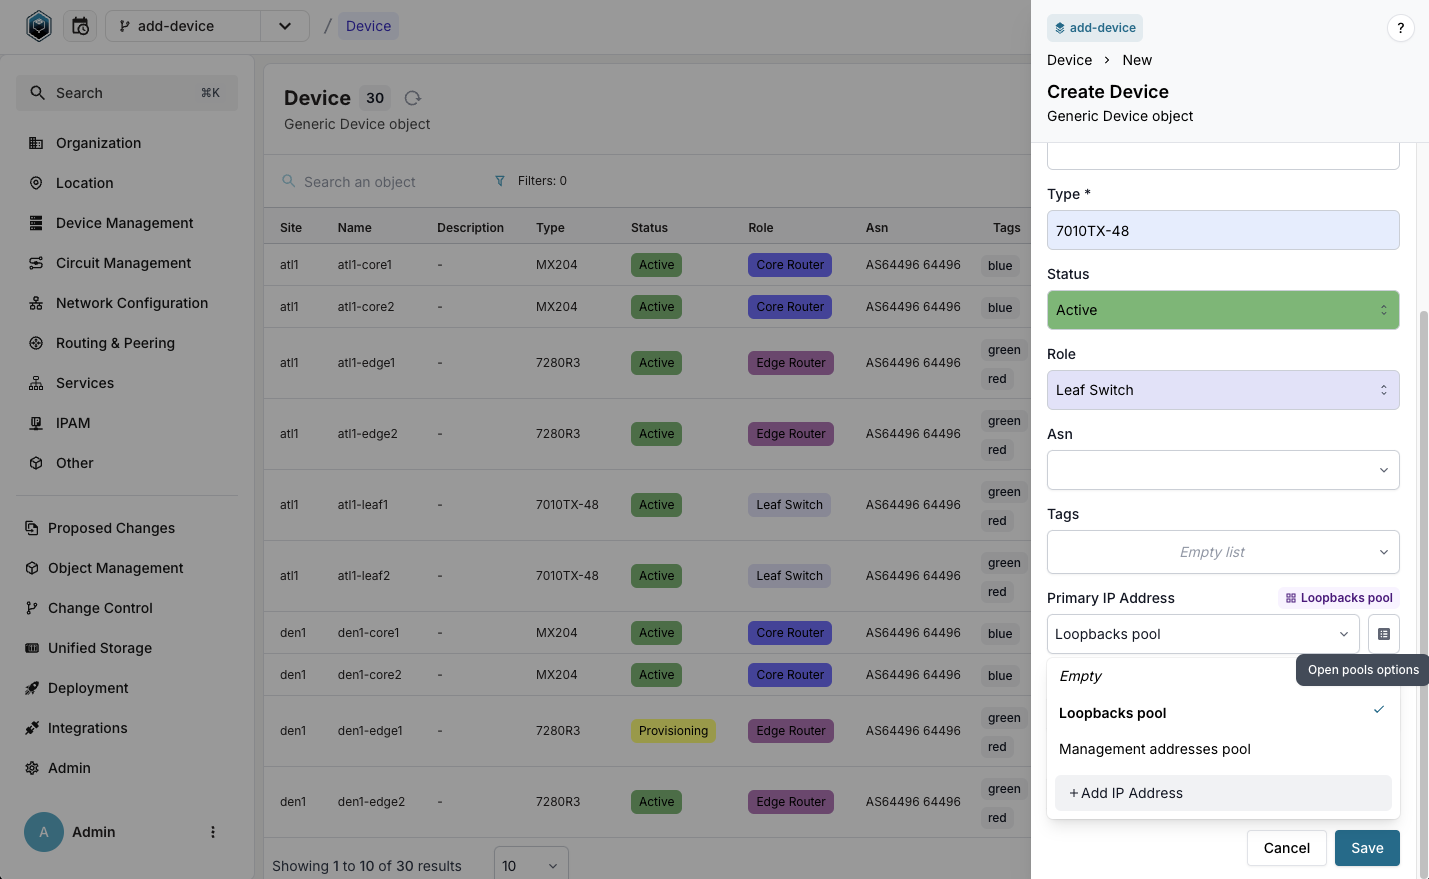 add-device
/ Device
Search ⌘K
Organization
Location
Device Management
Circuit Management
Network Configuration
Routing & Peering
Services
IPAM
Other
Proposed Changes
Object Management
Change Control
Unified Storage
Deployment
Integrations
Admin
A Admin
Device 30
Generic Device object
Search an object Filters: 0
Site Name Description Type Status Role Asn Tags
atl1 atl1-core1 - MX204 Active Core Router AS64496 64496 blue
atl1 atl1-core2 - MX204 Active Core Router AS64496 64496 blue
atl1 atl1-edge1 - 7280R3 Active Edge Router AS64496 64496 green
red
atl1 atl1-edge2 - 7280R3 Active Edge Router AS64496 64496 green
red
atl1 atl1-leaf1 - 7010TX-48 Active Leaf Switch AS64496 64496 green
red
atl1 atl1-leaf2 - 7010TX-48 Active Leaf Switch AS64496 64496 green
red
den1 den1-core1 - MX204 Active Core Router AS64496 64496 blue
den1 den1-core2 - MX204 Active Core Router AS64496 64496 blue
den1 den1-edge1 - 7280R3 Provisioning Edge Router AS64496 64496 green
red
den1 den1-edge2 - 7280R3 Active Edge Router AS64496 64496 green
red
Showing 1 to 10 of 30 results 10
add-device ?
Device › New
Create Device
Generic Device object
Type *
7010TX-48
Status
Active
Role
Leaf Switch
Asn
Tags
Empty list
Primary IP Address Loopbacks pool
Loopbacks pool
Open pools options
Empty
Loopbacks pool
Management addresses pool
+ Add IP Address
Cancel Save